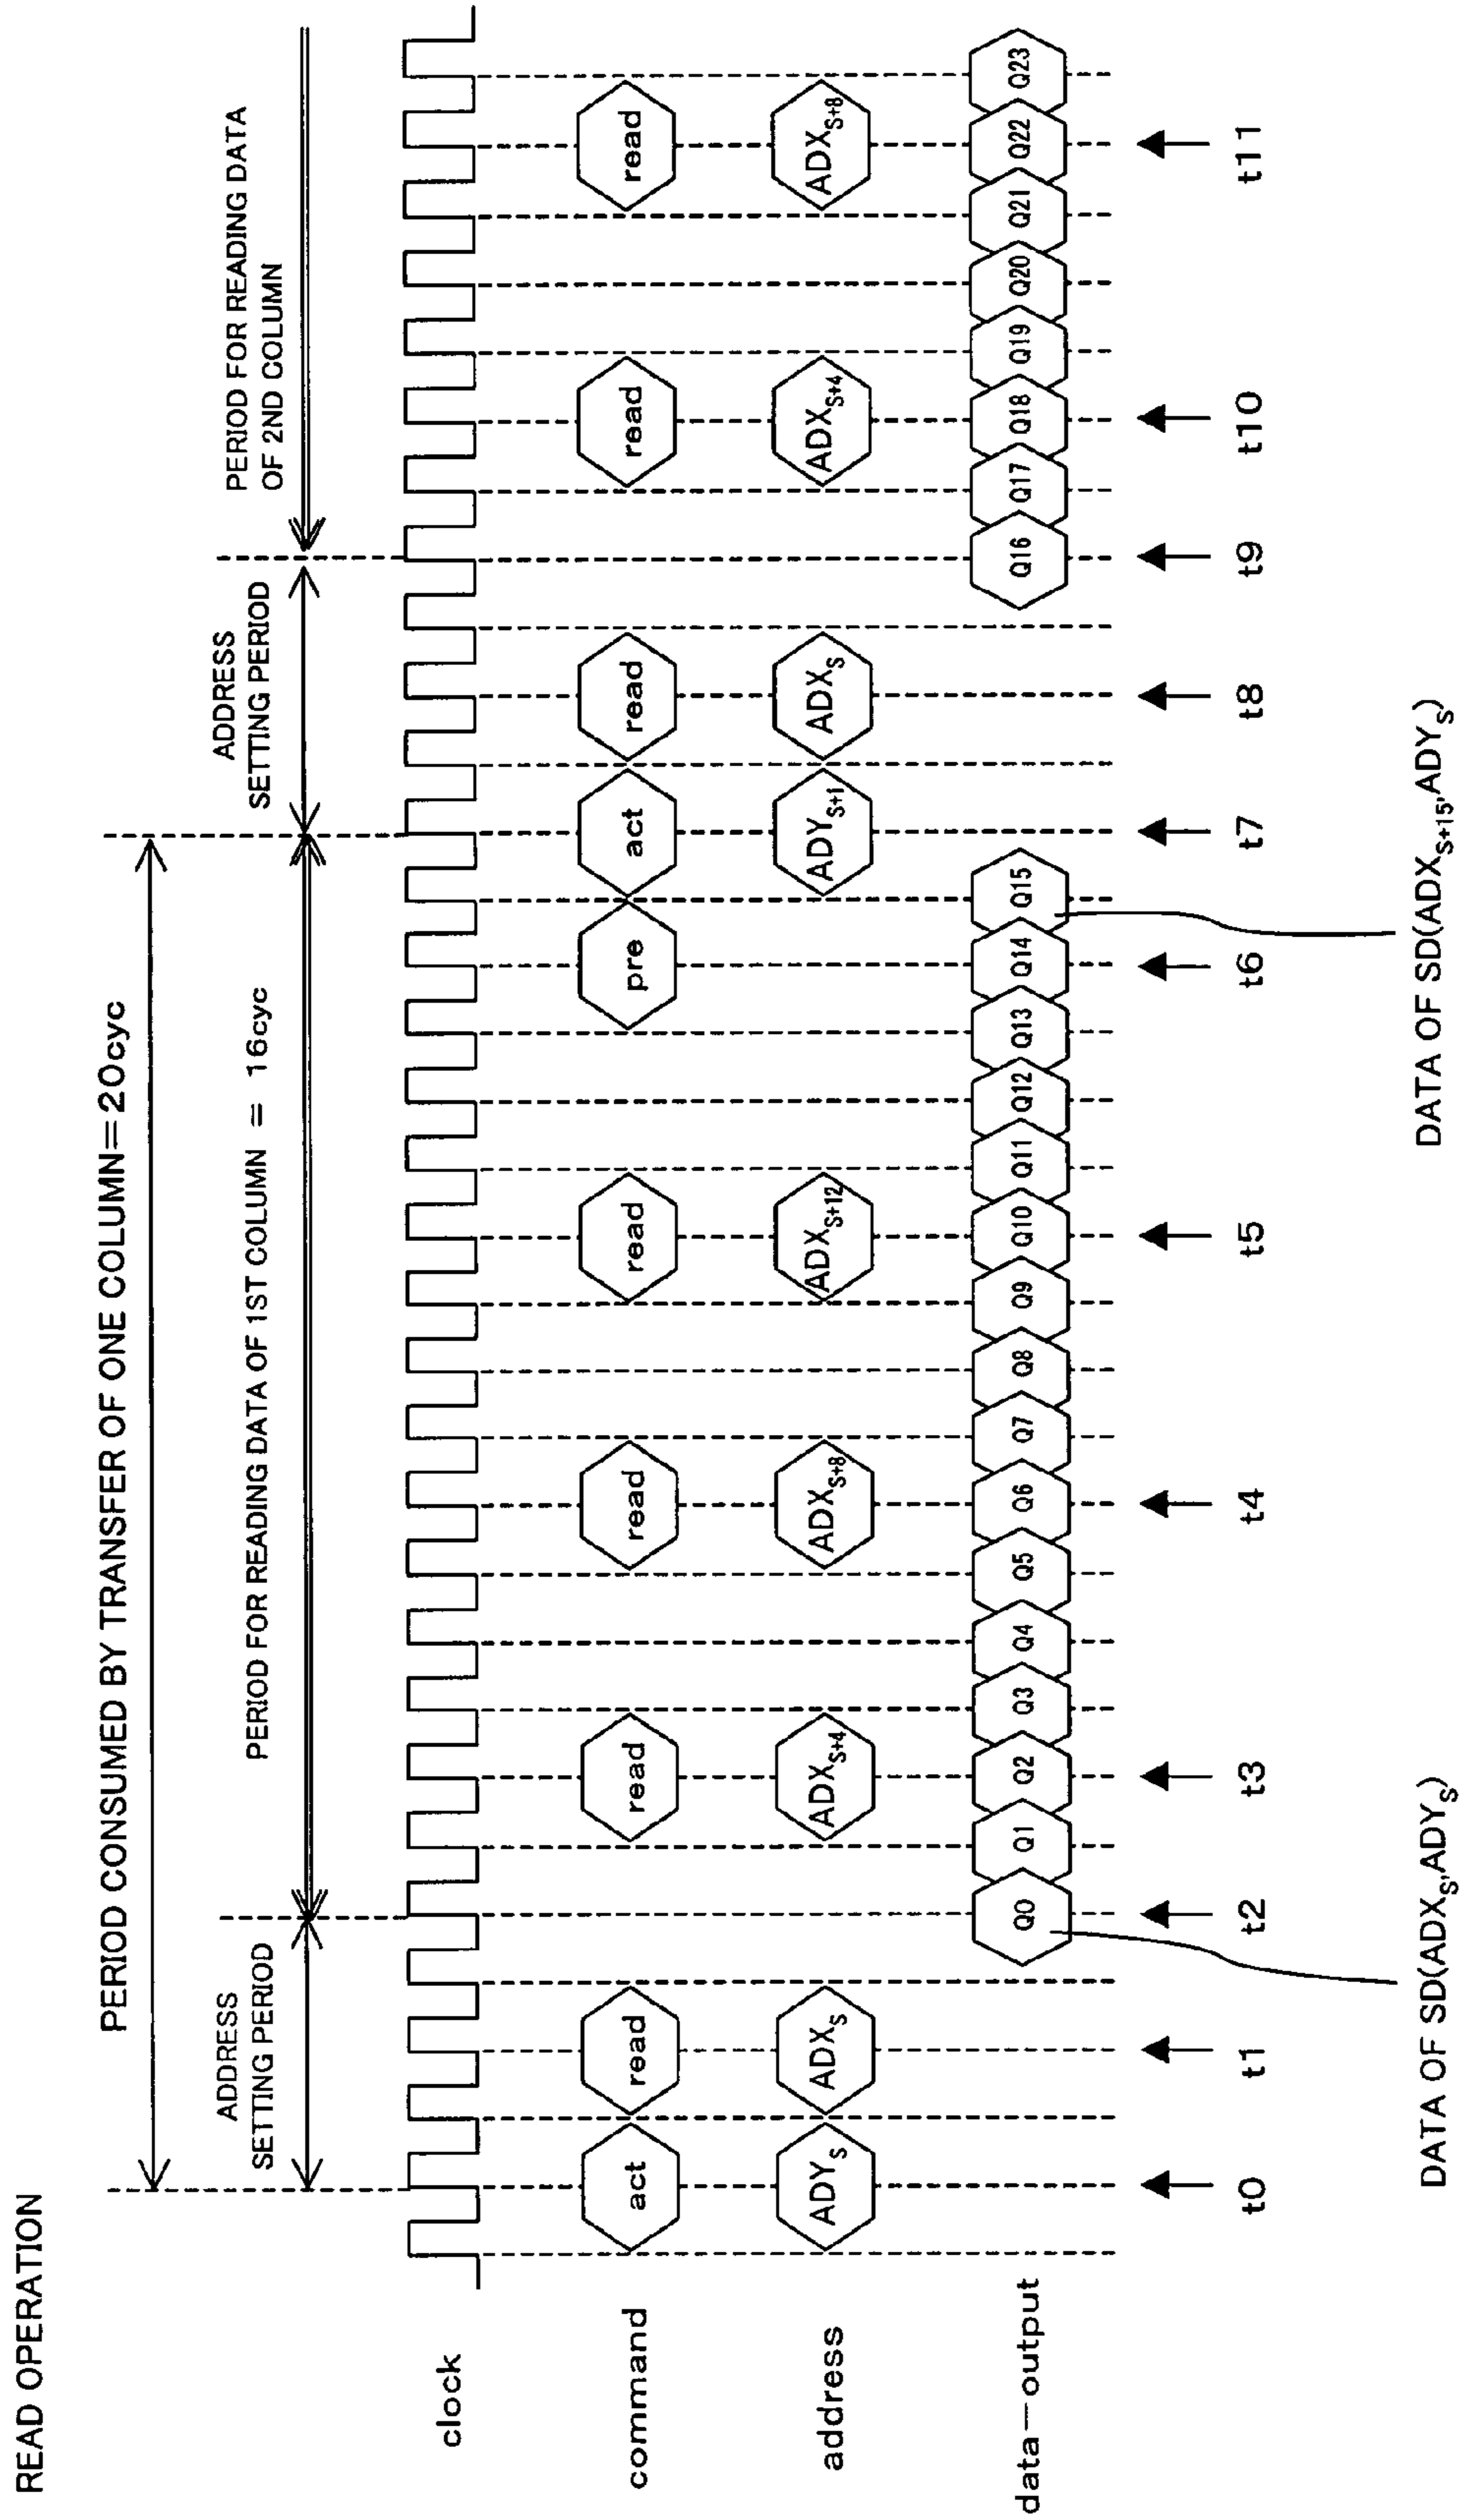 READ OPERATION
PERIOD CONSUMED BY TRANSFER OF ONE COLUMN=20cyc
ADDRESS
SETTING PERIOD
PERIOD FOR READING DATA OF 1ST COLUMN = 16cyc
ADDRESS
SETTING PERIOD
PERIOD FOR READING DATA
OF 2ND COLUMN
clock
command
act read read read read pre act read read read
address
ADYS ADXS ADXS+4 ADXS+8 ADXS+12 ADYS+1 ADXS ADXS+4 ADXS+8
data-output
Q0 Q1 Q2 Q3 Q4 Q5 Q6 Q7 Q8 Q9 Q10 Q11 Q12 Q13 Q14 Q15 Q16 Q17 Q18 Q19 Q20 Q21 Q22 Q23
t0 t1 t2 t3 t4 t5 t6 t7 t8 t9 t10 t11
DATA OF SD(ADXS,ADYS)
DATA OF SD(ADXS+15,ADYS)